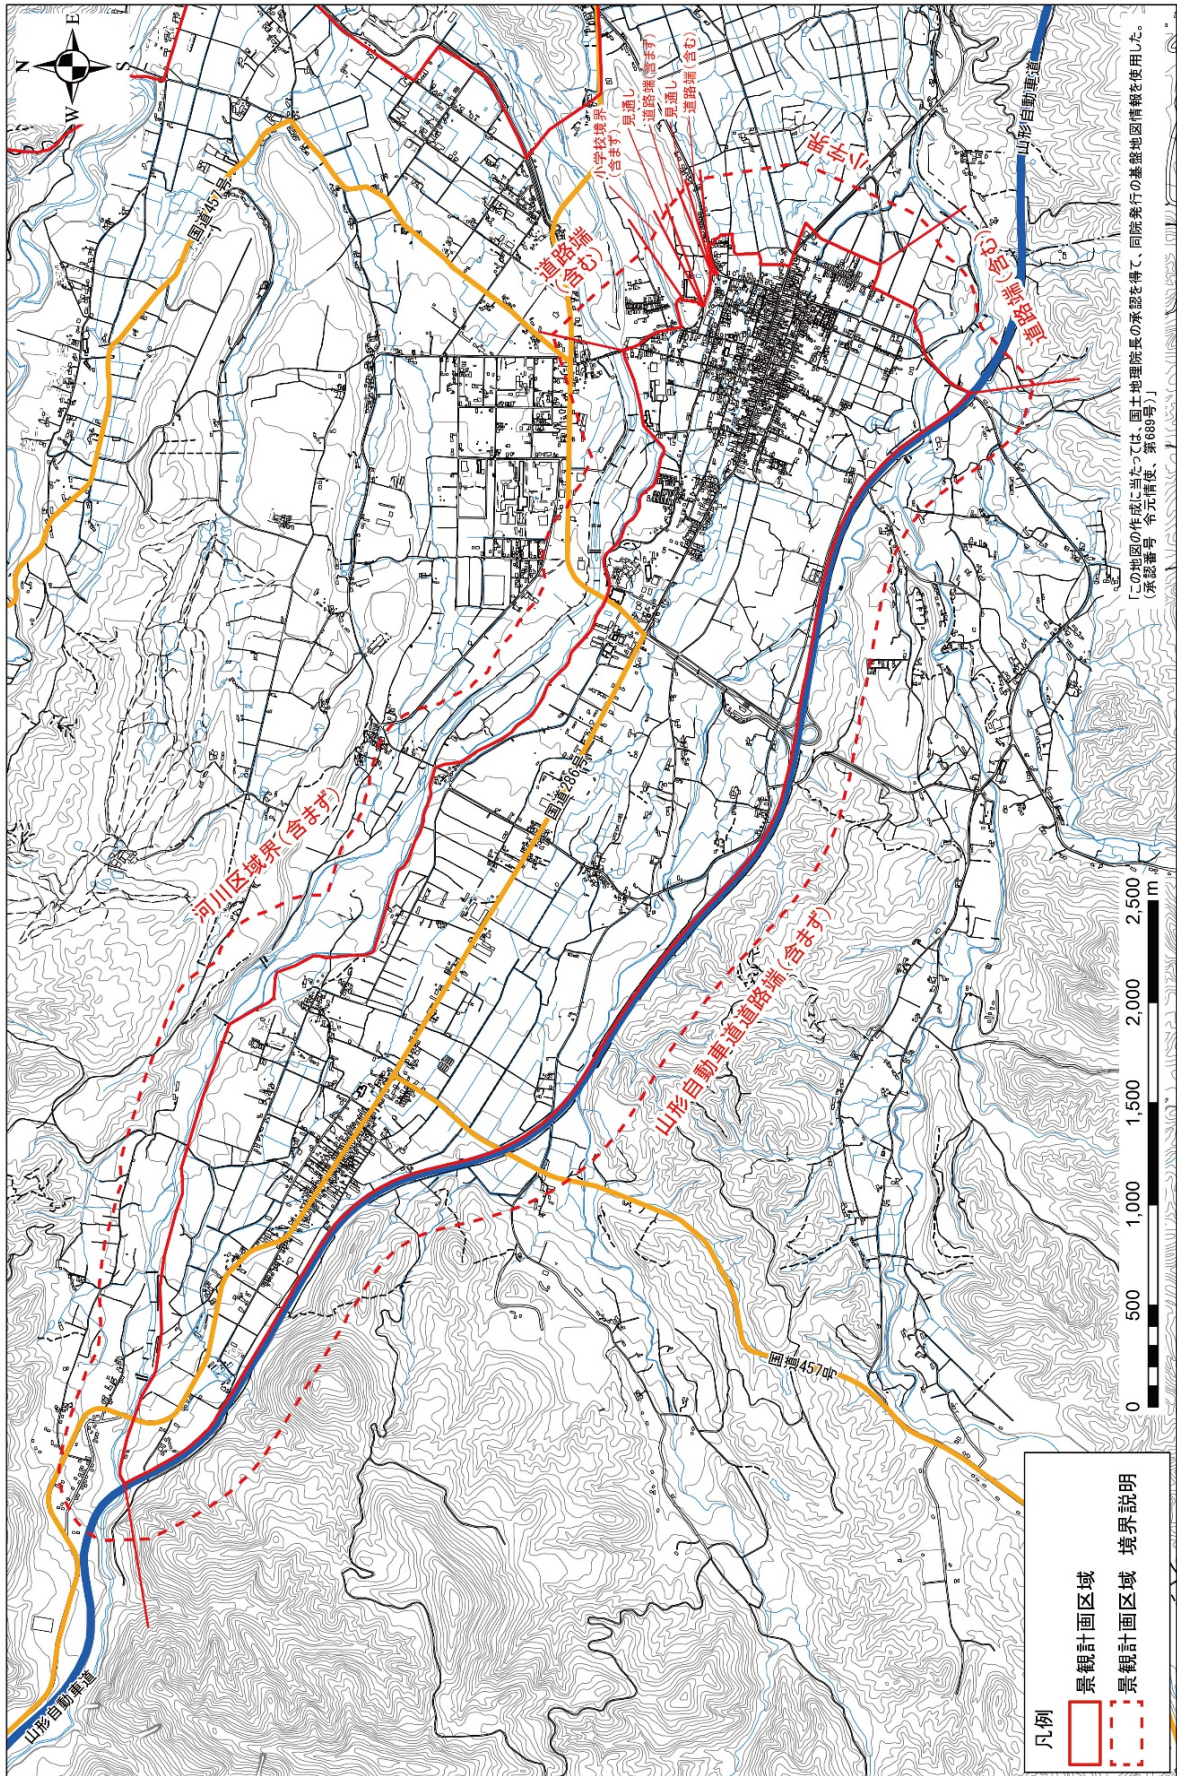 N
E
W
S
国道457号
小学校境界
(含まず)
見通し
道路端(含まず)
見通し
道路端(含む)
道路端
(含む)
小字界
河川区域界(含まず)
国道286号
山形自動車道
道路端(含む)
山形自動車道道路端(含まず)
国道457号
山形自動車道
「この地図の作成に当たっては、国土地理院長の承認を得て、同院発行の基盤地図情報を使用した。
(承認番号 令元情使、 第689号)」
0 500 1,000 1,500 2,000 2,500
m
凡例
景観計画区域
景観計画区域 境界説明